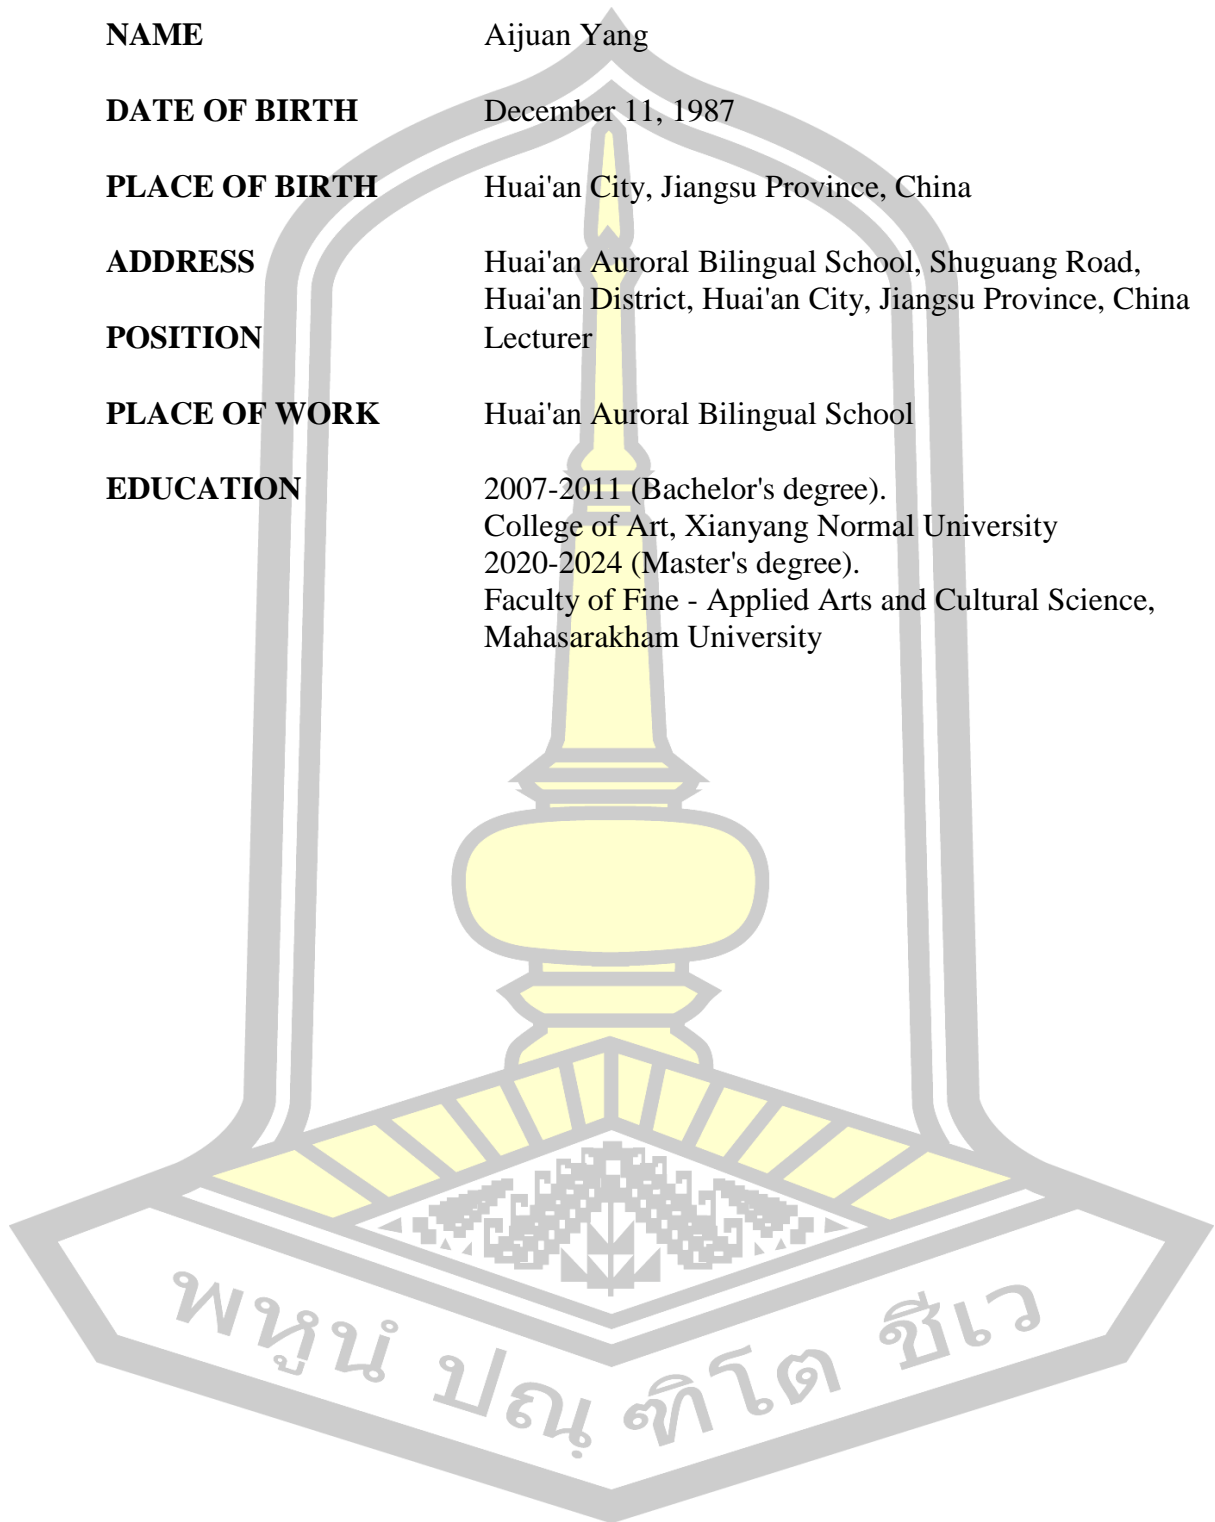 NAME Aijuan Yang
DATE OF BIRTH December 11, 1987
PLACE OF BIRTH Huai'an City, Jiangsu Province, China
ADDRESS Huai'an Auroral Bilingual School, Shuguang Road,
Huai'an District, Huai'an City, Jiangsu Province, China
POSITION Lecturer
PLACE OF WORK Huai'an Auroral Bilingual School
EDUCATION 2007-2011 (Bachelor's degree).
College of Art, Xianyang Normal University
2020-2024 (Master's degree).
Faculty of Fine - Applied Arts and Cultural Science,
Mahasarakham University
พหูนํ ปณฺ ฑิโต ชีเว